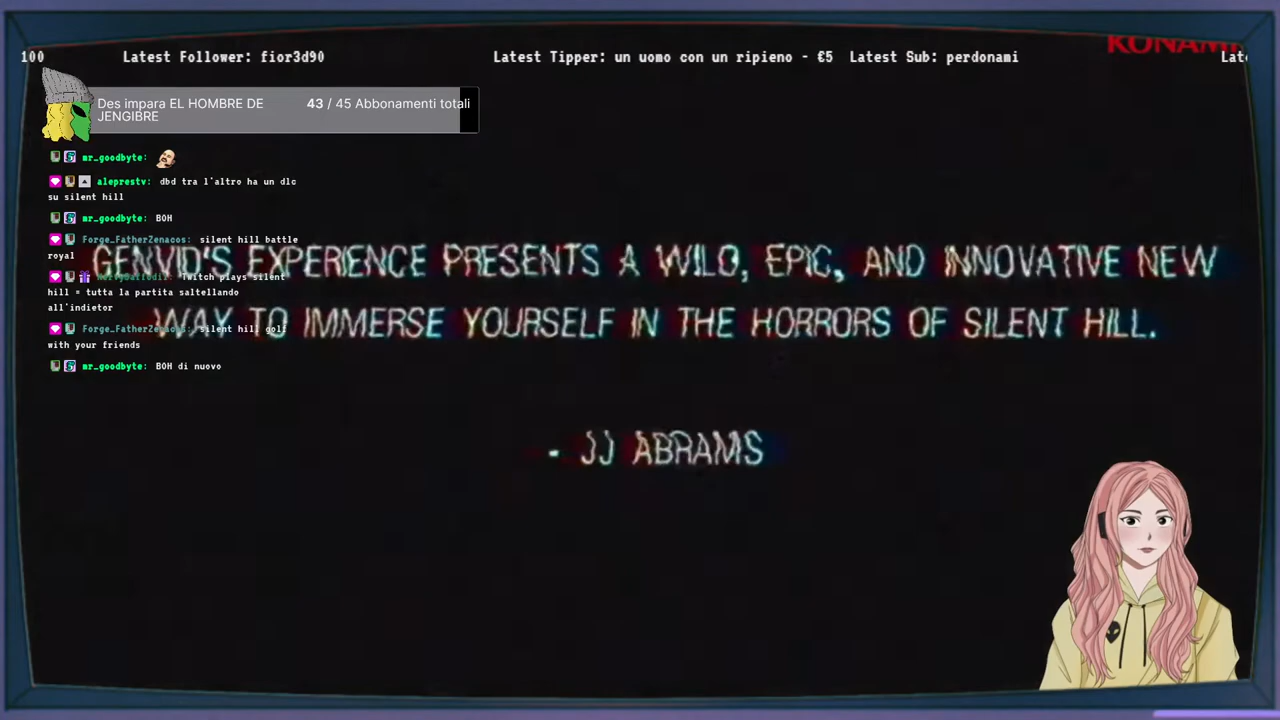 KONAMI
100 Latest Follower: fior3d90 Latest Tipper: un uomo con un ripieno - €5 Latest Sub: perdonami Late
Des impara EL HOMBRE DE JENGIBRE 43 / 45 Abbonamenti totali
mr_goodbyte:
aleprestv: dbd tra l'altro ha un dlc
su silent hill
mr_goodbyte: BOH
Forge_FatherZenacos: silent hill battle
royal
Twitch plays silent
hill = tutta la partita saltellando
all'indietor
Forge_FatherZenacos: silent hill golf
with your friends
mr_goodbyte: BOH di nuovo
GENVID'S EXPERIENCE PRESENTS A WILD, EPIC, AND INNOVATIVE NEW
WAY TO IMMERSE YOURSELF IN THE HORRORS OF SILENT HILL.
- JJ ABRAMS